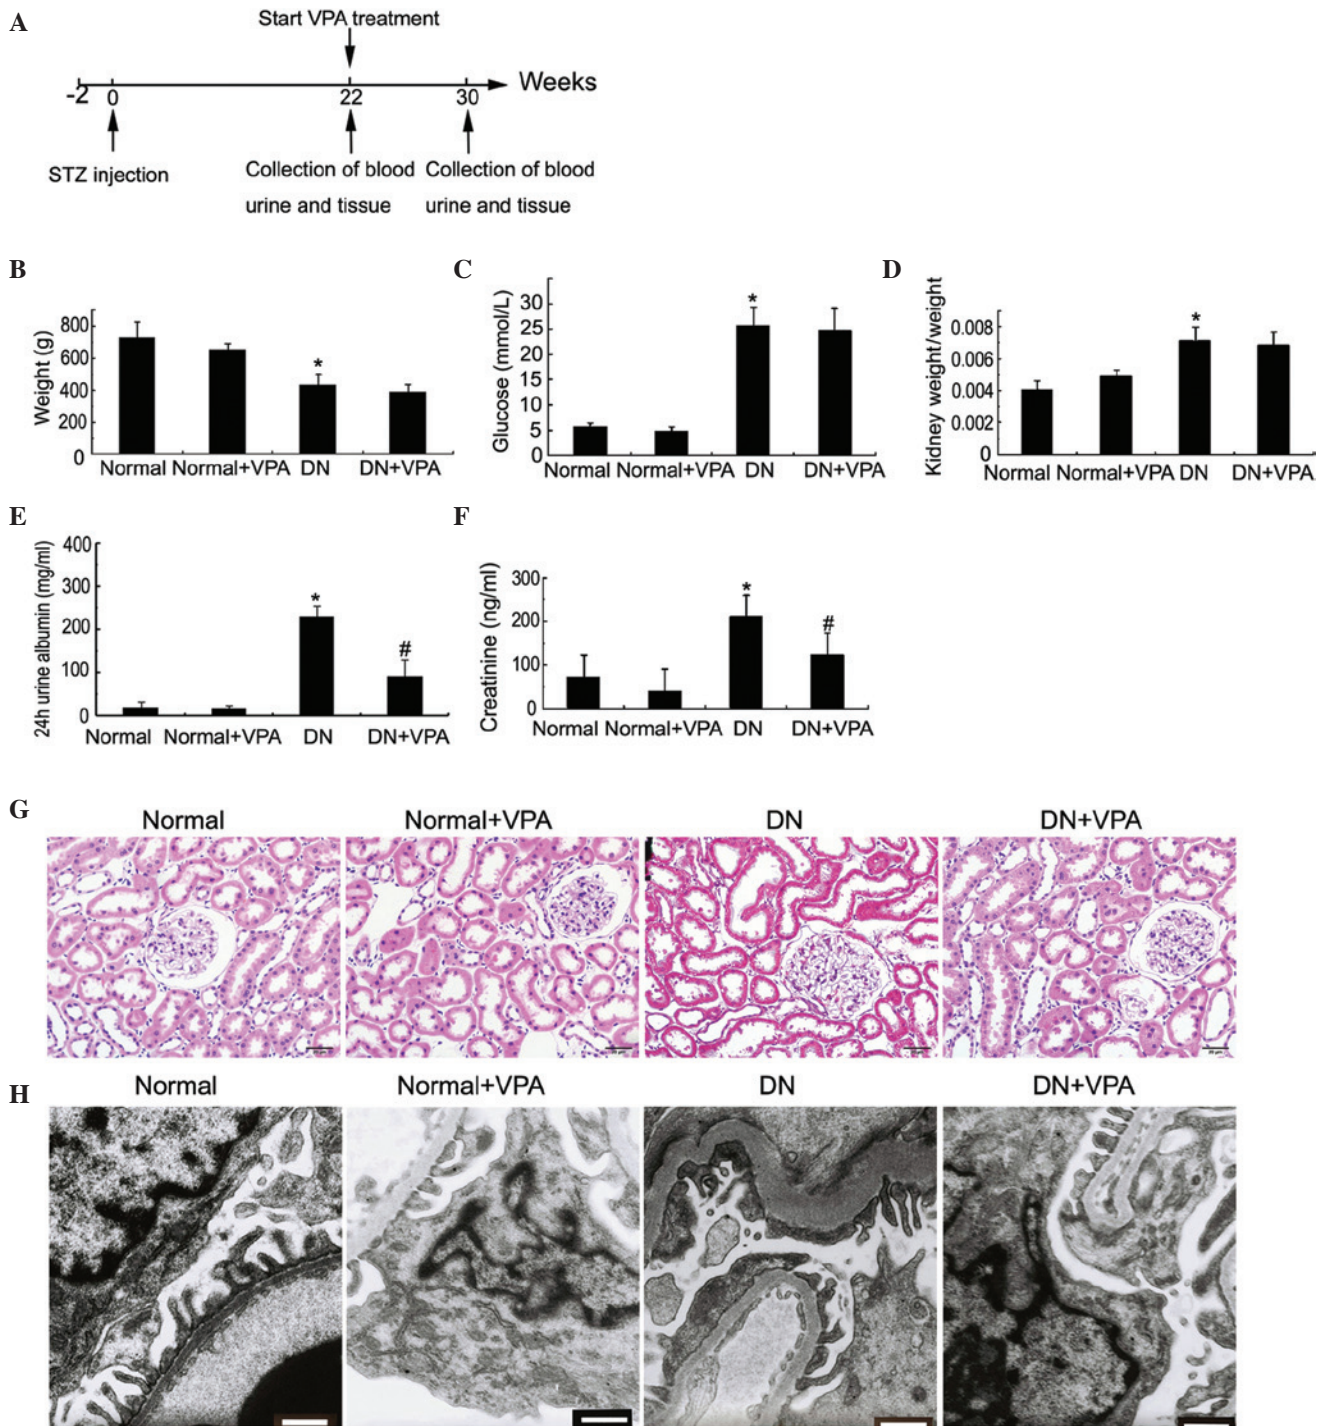 A
Start VPA treatment
-2 0 22 30 Weeks
STZ injection
Collection of blood
urine and tissue
Collection of blood
urine and tissue
B
Weight (g)
800
600
400
200
0
Normal Normal+VPA DN DN+VPA
*
C
Glucose (mmol/L)
30
25
20
15
10
5
0
Normal Normal+VPA DN DN+VPA
*
D
Kidney weight/weight
0.008
0.006
0.004
0.002
0
Normal Normal+VPA DN DN+VPA
*
E
24h urine albumin (mg/ml)
400
300
200
100
0
Normal Normal+VPA DN DN+VPA
*
#
F
Creatinine (ng/ml)
300
200
100
0
Normal Normal+VPA DN DN+VPA
*
#
G
Normal Normal+VPA DN DN+VPA
H
Normal Normal+VPA DN DN+VPA